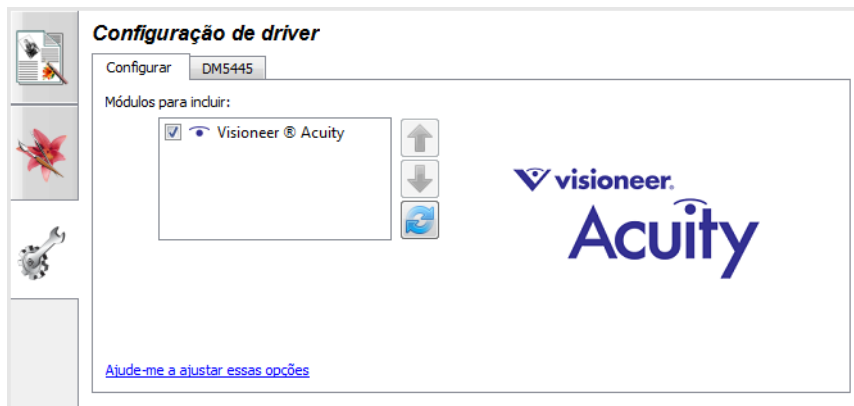 Configuração de driver
Configurar DM5445
Módulos para incluir:
Visioneer ® Acuity
visioneer.
Acuity
Ajude-me a ajustar essas opções